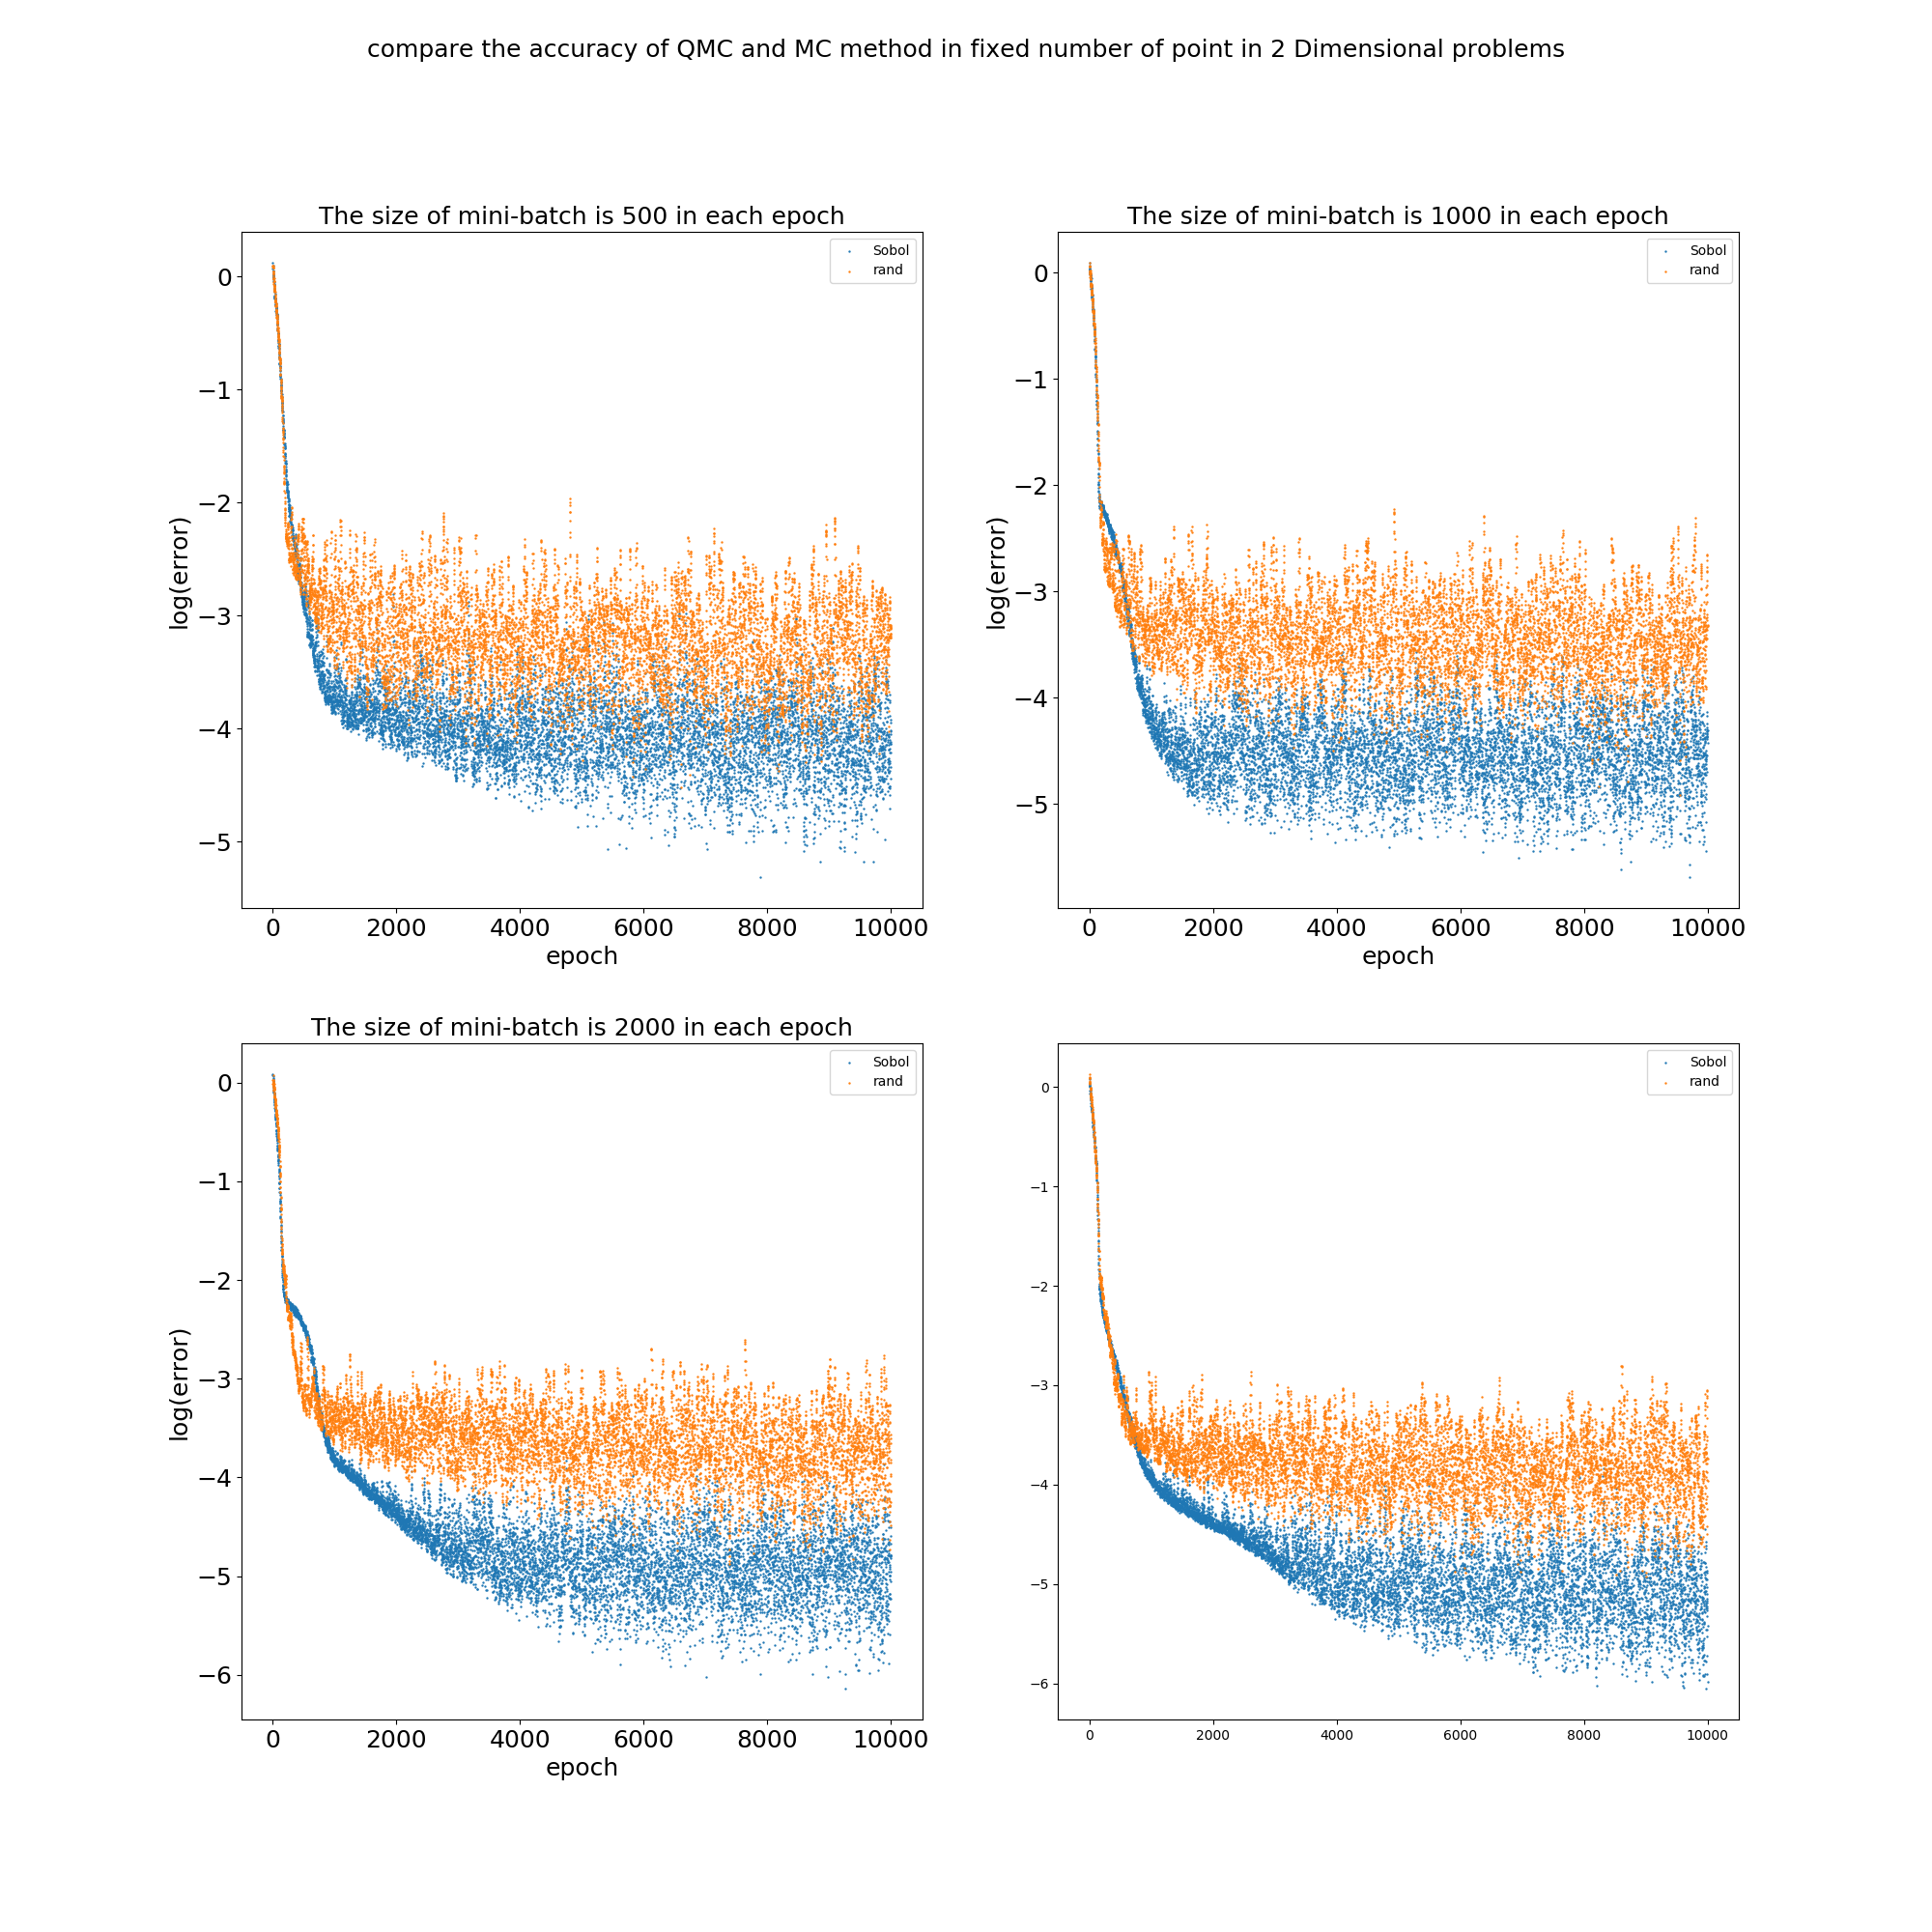 compare the accuracy of QMC and MC method in fixed number of point in 2 Dimensional problems
The size of mini-batch is 500 in each epoch
Sobol
rand
0
−1
−2
−3
−4
−5
log(error)
0 2000 4000 6000 8000 10000
epoch
The size of mini-batch is 1000 in each epoch
Sobol
rand
0
−1
−2
−3
−4
−5
log(error)
0 2000 4000 6000 8000 10000
epoch
The size of mini-batch is 2000 in each epoch
Sobol
rand
0
−1
−2
−3
−4
−5
−6
log(error)
0 2000 4000 6000 8000 10000
epoch
Sobol
rand
0
−1
−2
−3
−4
−5
−6
0 2000 4000 6000 8000 10000